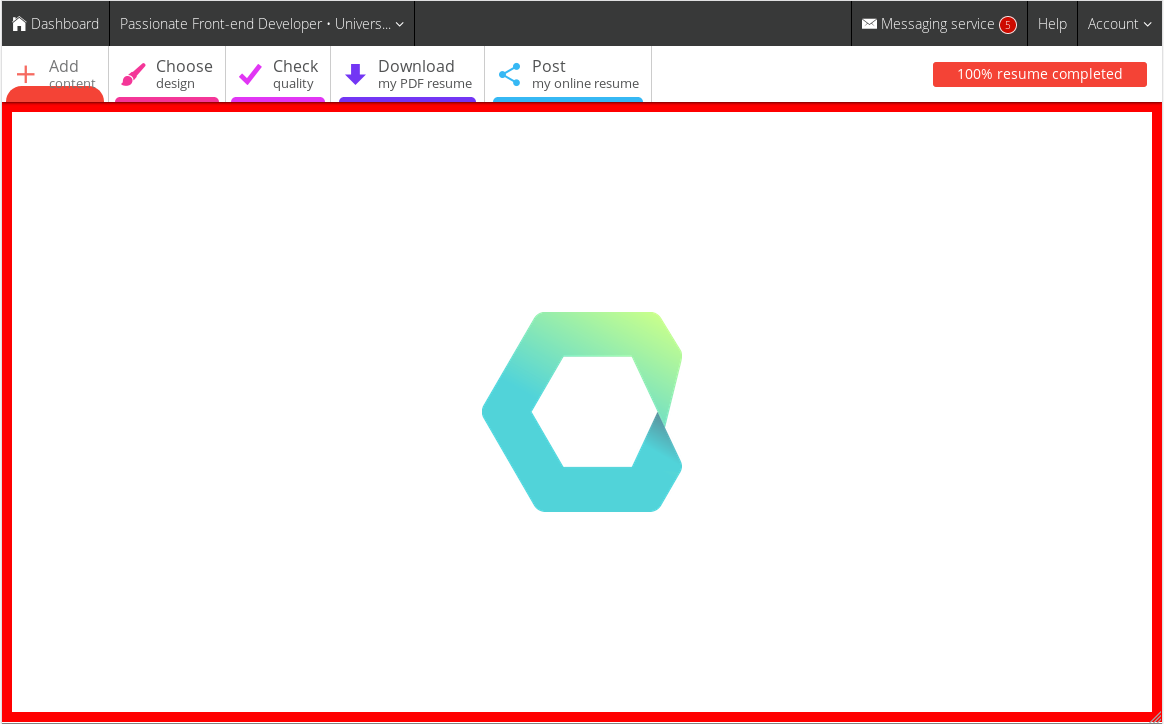 Dashboard
Passionate Front-end Developer • Univers...
Messaging service 5
Help
Account
Add
content
Choose
design
Check
quality
Download
my PDF resume
Post
my online resume
100% resume completed